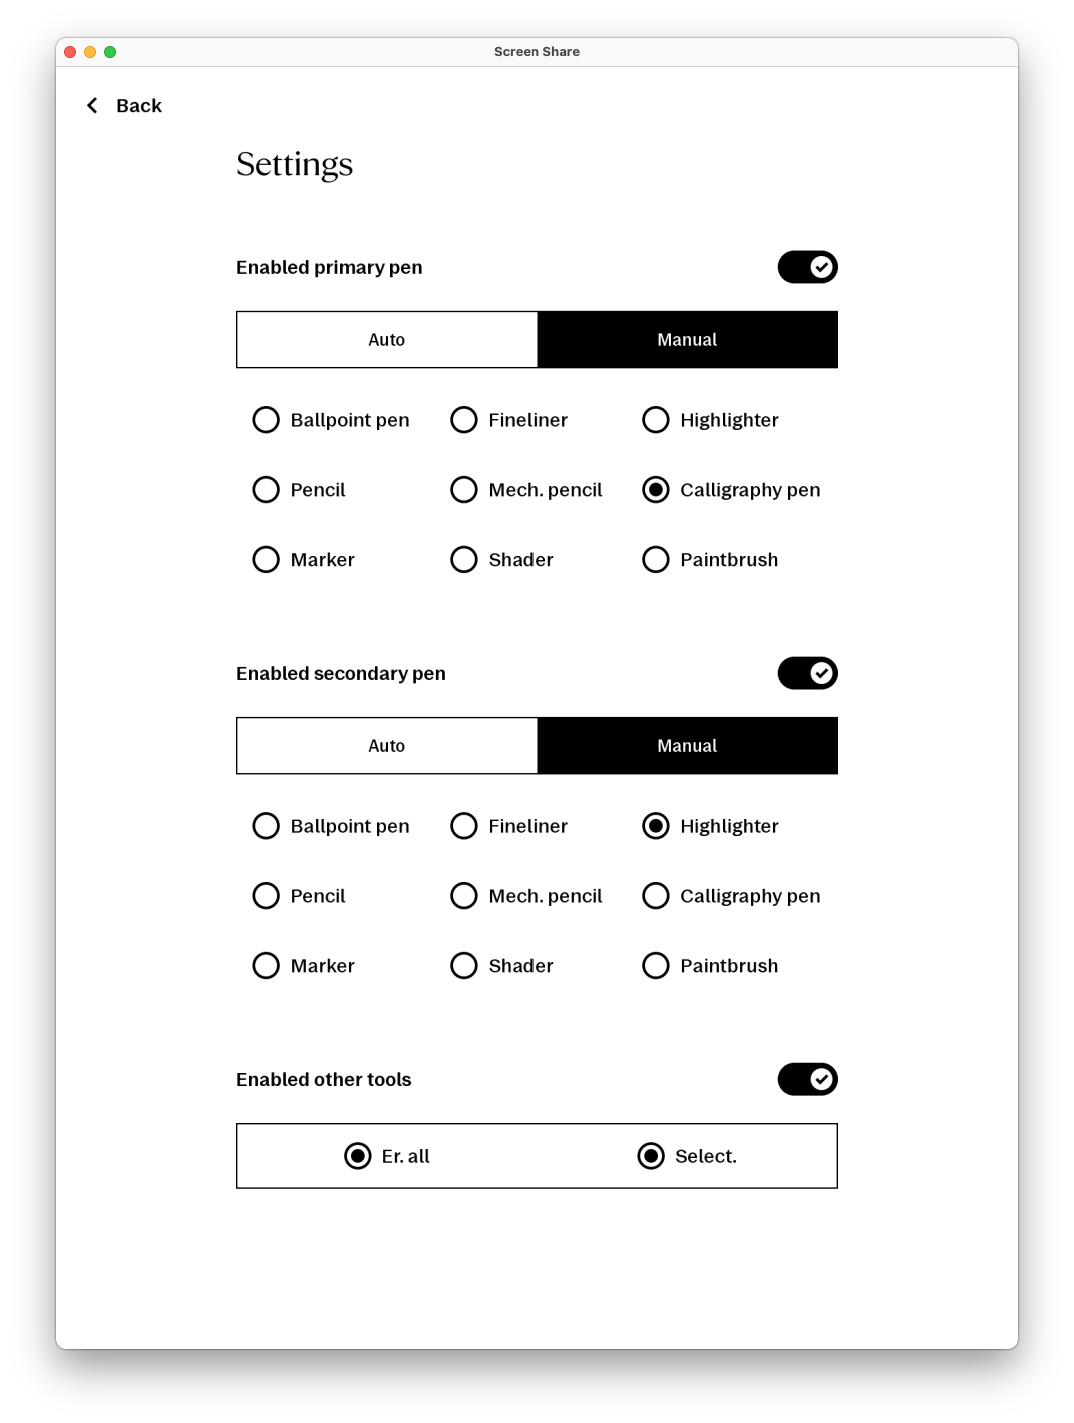 Screen Share
Back
Settings
Enabled primary pen
Auto Manual
Ballpoint pen Fineliner Highlighter
Pencil Mech. pencil Calligraphy pen
Marker Shader Paintbrush
Enabled secondary pen
Auto Manual
Ballpoint pen Fineliner Highlighter
Pencil Mech. pencil Calligraphy pen
Marker Shader Paintbrush
Enabled other tools
Er. all Select.